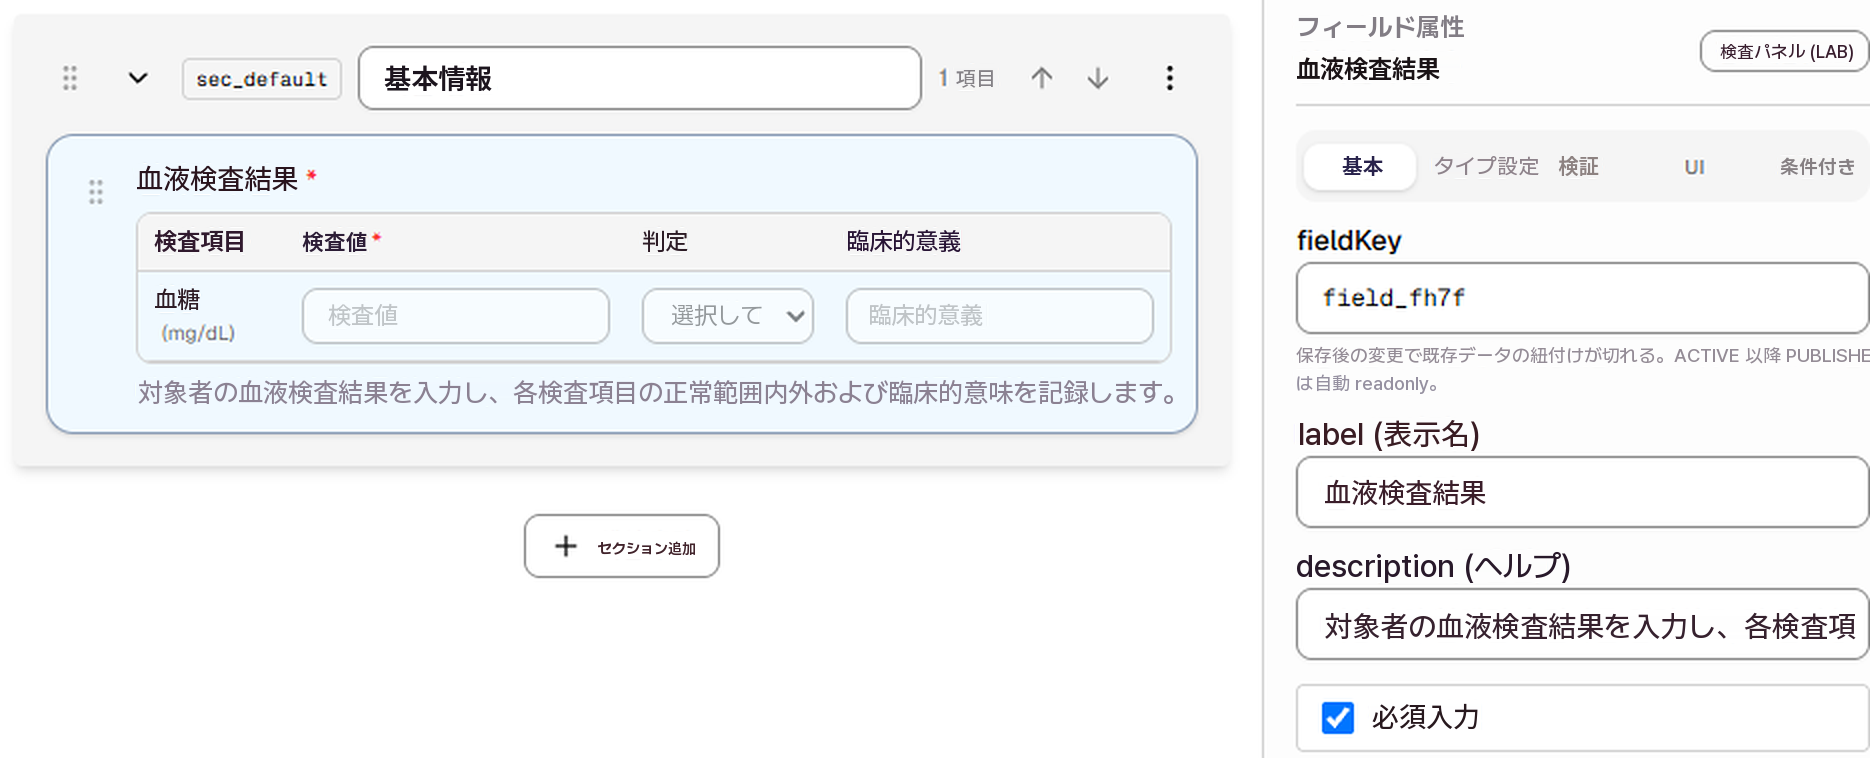 sec_default 基本情報 1 項目
血液検査結果 *
検査項目 検査値 * 判定 臨床的意義
血糖 (mg/dL) 検査値 選択して 臨床的意義
対象者の血液検査結果を入力し、各検査項目の正常範囲内外および臨床的意味を記録します。
+ セクション追加
フィールド属性
血液検査結果
検査パネル (LAB)
基本 タイプ設定 検証 UI 条件付き
fieldKey
field_fh7f
保存後の変更で既存データの紐付けが切れる。ACTIVE 以降 PUBLISHE
は自動 readonly。
label (表示名)
血液検査結果
description (ヘルプ)
対象者の血液検査結果を入力し、各検査項
必須入力